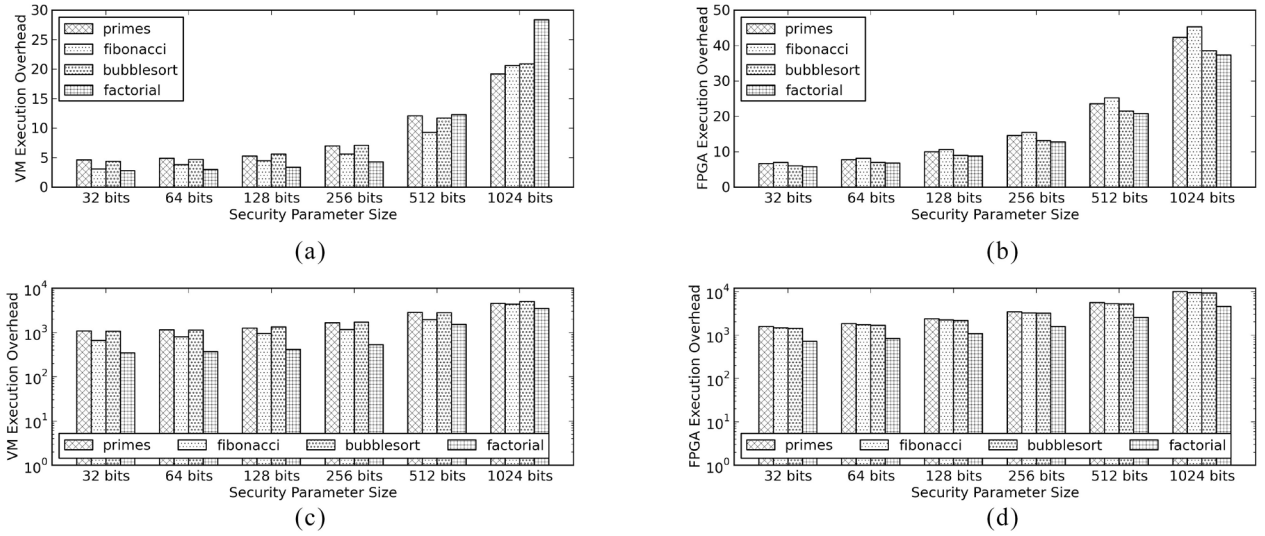 VM Execution Overhead
30
25
20
15
10
5
0
primes
fibonacci
bubblesort
factorial
32 bits 64 bits 128 bits 256 bits 512 bits 1024 bits
Security Parameter Size
(a)
FPGA Execution Overhead
50
40
30
20
10
0
primes
fibonacci
bubblesort
factorial
32 bits 64 bits 128 bits 256 bits 512 bits 1024 bits
Security Parameter Size
(b)
VM Execution Overhead
10⁴
10³
10²
10¹
10⁰
primes fibonacci bubblesort factorial
32 bits 64 bits 128 bits 256 bits 512 bits 1024 bits
Security Parameter Size
(c)
FPGA Execution Overhead
10⁴
10³
10²
10¹
10⁰
primes fibonacci bubblesort factorial
32 bits 64 bits 128 bits 256 bits 512 bits 1024 bits
Security Parameter Size
(d)